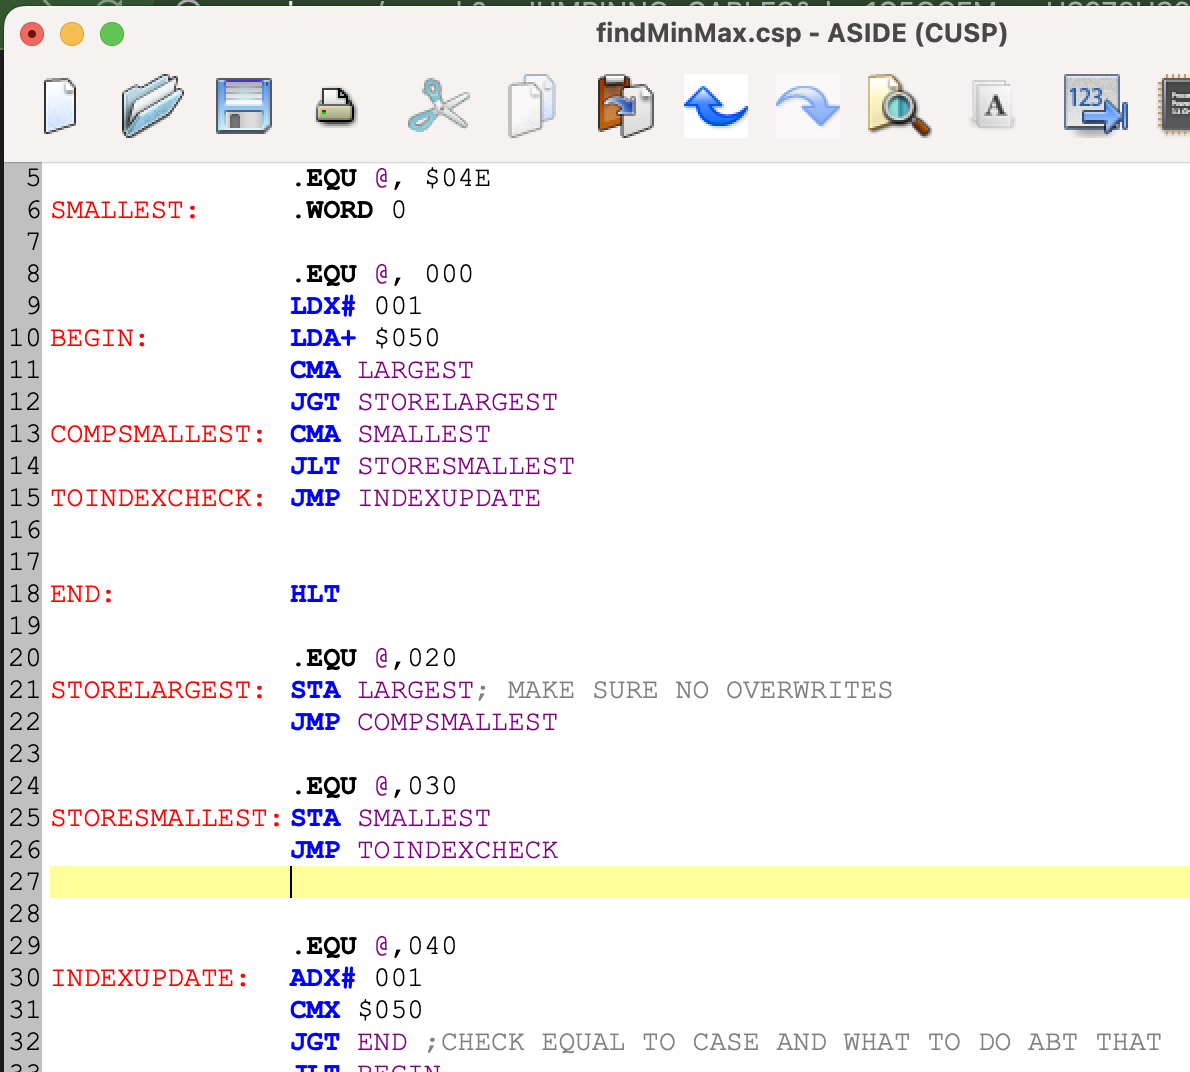 findMinMax.csp - ASIDE (CUSP)
123
A
5 .EQU @, $04E
6 SMALLEST: .WORD 0
7
8 .EQU @, 000
9 LDX# 001
10 BEGIN: LDA+ $050
11 CMA LARGEST
12 JGT STORELARGEST
13 COMPSMALLEST: CMA SMALLEST
14 JLT STORESMALLEST
15 TOINDEXCHECK: JMP INDEXUPDATE
16
17
18 END: HLT
19
20 .EQU @,020
21 STORELARGEST: STA LARGEST; MAKE SURE NO OVERWRITES
22 JMP COMPSMALLEST
23
24 .EQU @,030
25 STORESMALLEST: STA SMALLEST
26 JMP TOINDEXCHECK
27
28
29 .EQU @,040
30 INDEXUPDATE: ADX# 001
31 CMX $050
32 JGT END ;CHECK EQUAL TO CASE AND WHAT TO DO ABT THAT
33 JLT BEGIN